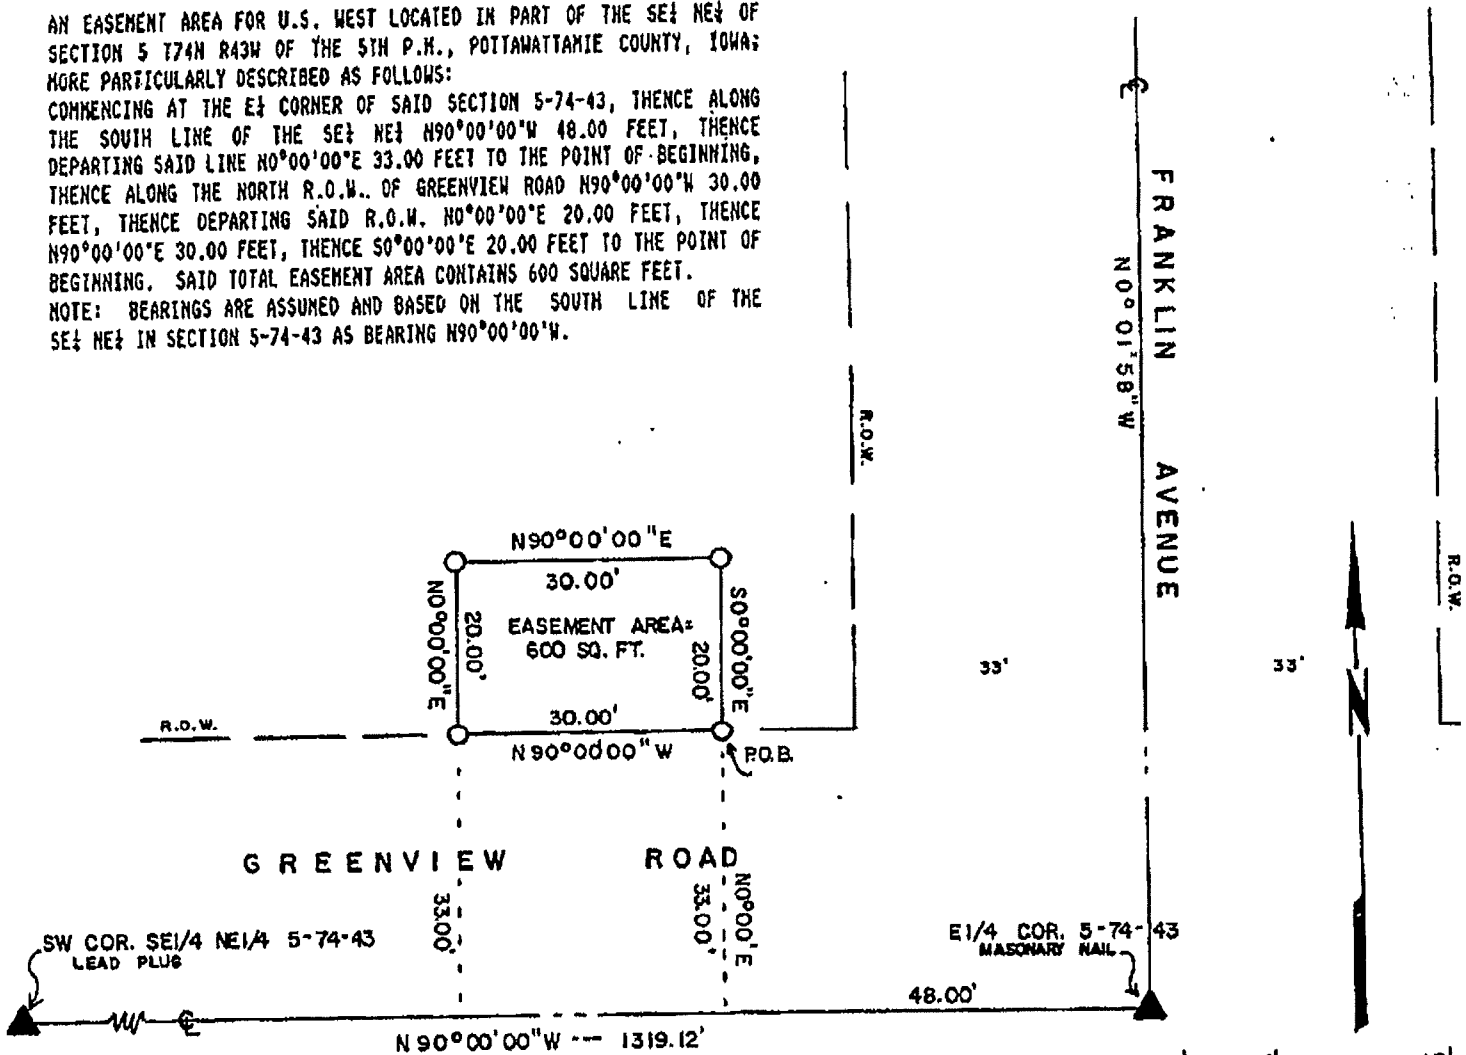 AN EASEMENT AREA FOR U.S. WEST LOCATED IN PART OF THE SE¼ NE¼ OF
SECTION 5 T74N R43W OF THE 5TH P.M., POTTAWATTAMIE COUNTY, IOWA;
MORE PARTICULARLY DESCRIBED AS FOLLOWS:
COMMENCING AT THE E¼ CORNER OF SAID SECTION 5-74-43, THENCE ALONG
THE SOUTH LINE OF THE SE¼ NE¼ N90°00'00"W 48.00 FEET, THENCE
DEPARTING SAID LINE N0°00'00"E 33.00 FEET TO THE POINT OF BEGINNING,
THENCE ALONG THE NORTH R.O.W.. OF GREENVIEW ROAD N90°00'00"W 30.00
FEET, THENCE DEPARTING SAID R.O.W. N0°00'00"E 20.00 FEET, THENCE
N90°00'00"E 30.00 FEET, THENCE S0°00'00"E 20.00 FEET TO THE POINT OF
BEGINNING. SAID TOTAL EASEMENT AREA CONTAINS 600 SQUARE FEET.
NOTE: BEARINGS ARE ASSUMED AND BASED ON THE SOUTH LINE OF THE
SE¼ NE¼ IN SECTION 5-74-43 AS BEARING N90°00'00"W.
FRANKLIN AVENUE
N0°01'58"W
R.O.W.
R.O.W.
N90°00'00"E
30.00'
N0°00'00"E
20.00'
EASEMENT AREA=
600 SQ. FT.
20.00'
S0°00'00"E
33'
33'
N
R.O.W.
30.00'
N90°00'00"W
P.O.B.
GREENVIEW ROAD
33.00'
33.00'
N0°00'E
SW COR. SE1/4 NE1/4 5-74-43
LEAD PLUG
E1/4 COR. 5-74-43
MASONARY NAIL
48.00'
N90°00'00"W --- 1319.12'